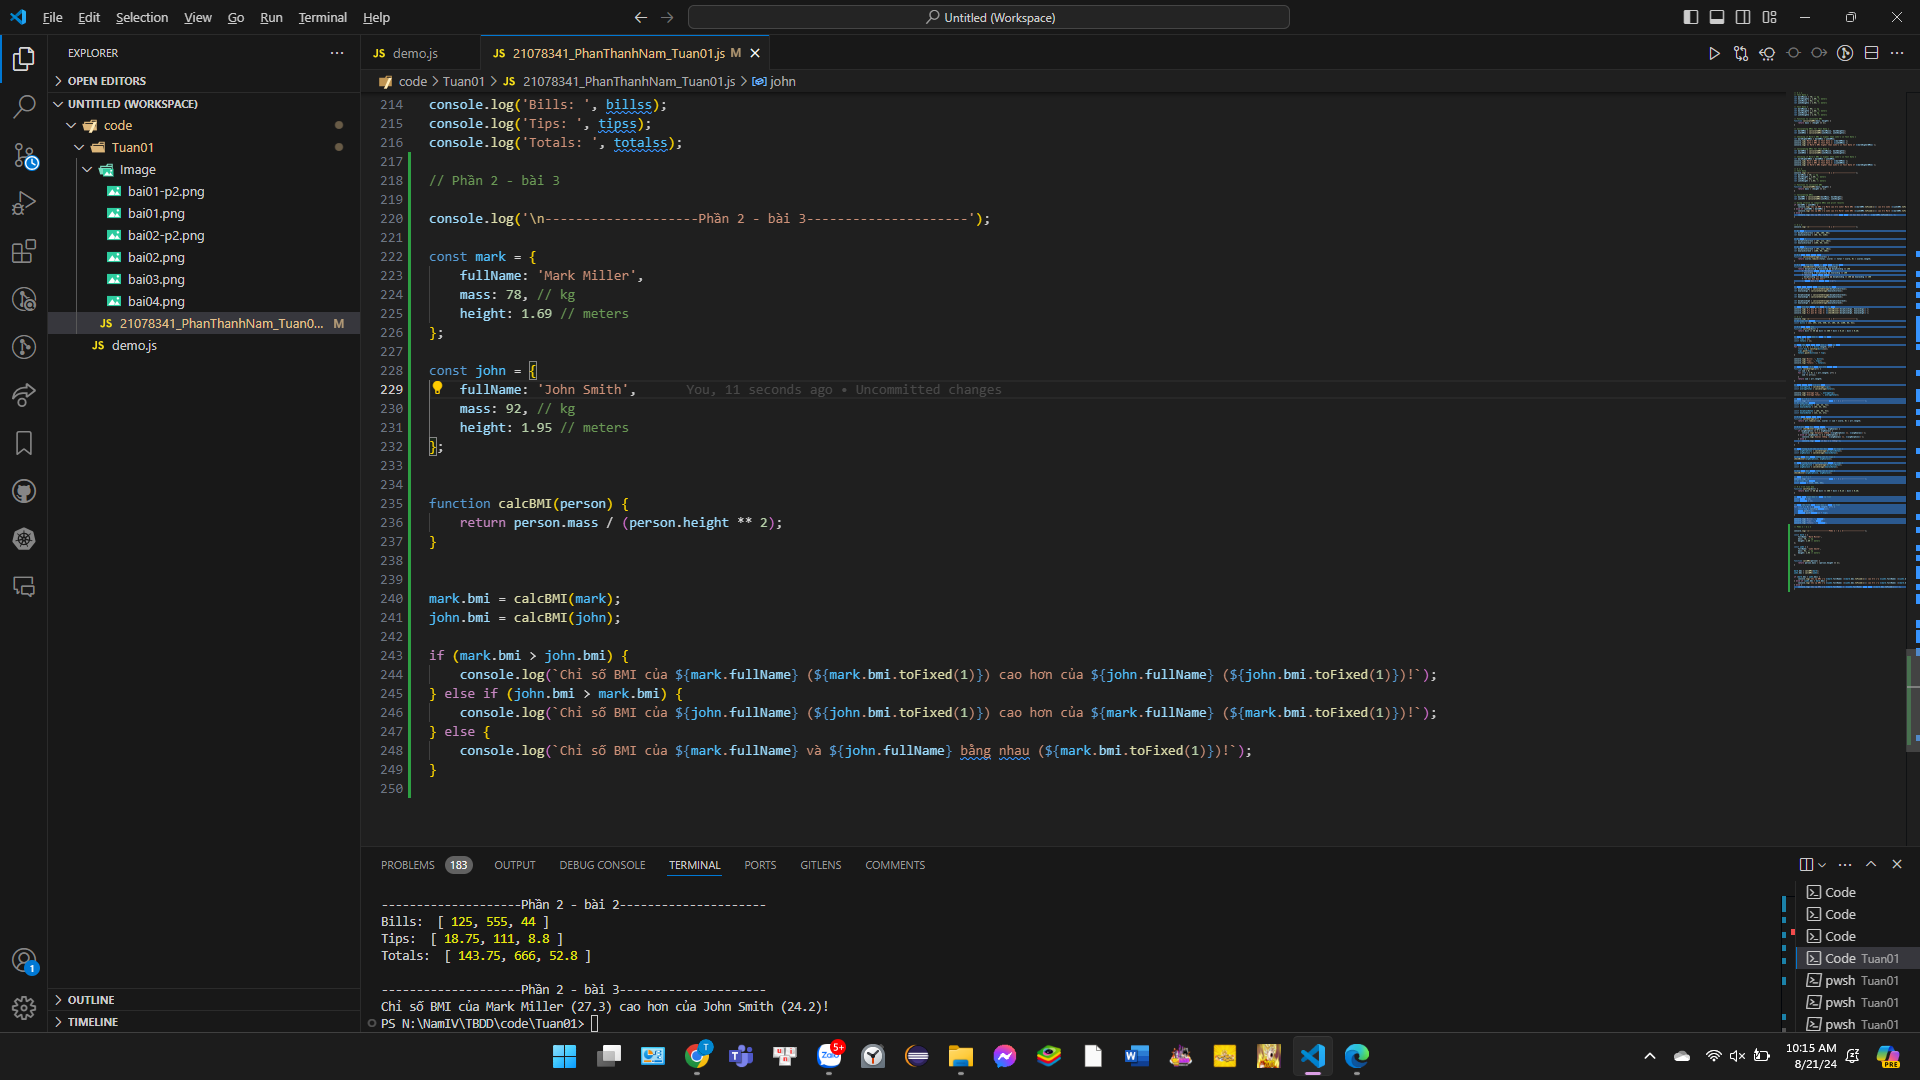 File Edit Selection View Go Run Terminal Help
Untitled (Workspace)
EXPLORER
OPEN EDITORS
UNTITLED (WORKSPACE)
code
Tuan01
Image
bai01-p2.png
bai01.png
bai02-p2.png
bai02.png
bai03.png
bai04.png
JS 21078341_PhanThanhNam_Tuan0... M
JS demo.js
OUTLINE
TIMELINE
JS demo.js
JS 21078341_PhanThanhNam_Tuan01.js M
code > Tuan01 > JS 21078341_PhanThanhNam_Tuan01.js > john
214 console.log('Bills: ', billss);
215 console.log('Tips: ', tipss);
216 console.log('Totals: ', totalss);
217
218 // Phần 2 - bài 3
219
220 console.log('\n--------------------Phần 2 - bài 3---------------------');
221
222 const mark = {
223 fullName: 'Mark Miller',
224 mass: 78, // kg
225 height: 1.69 // meters
226 };
227
228 const john = {
229 fullName: 'John Smith', You, 11 seconds ago • Uncommitted changes
230 mass: 92, // kg
231 height: 1.95 // meters
232 };
233
234
235 function calcBMI(person) {
236 return person.mass / (person.height ** 2);
237 }
238
239
240 mark.bmi = calcBMI(mark);
241 john.bmi = calcBMI(john);
242
243 if (mark.bmi > john.bmi) {
244 console.log(`Chỉ số BMI của ${mark.fullName} (${mark.bmi.toFixed(1)}) cao hơn của ${john.fullName} (${john.bmi.toFixed(1)})!`);
245 } else if (john.bmi > mark.bmi) {
246 console.log(`Chỉ số BMI của ${john.fullName} (${john.bmi.toFixed(1)}) cao hơn của ${mark.fullName} (${mark.bmi.toFixed(1)})!`);
247 } else {
248 console.log(`Chỉ số BMI của ${mark.fullName} và ${john.fullName} bằng nhau (${mark.bmi.toFixed(1)})!`);
249 }
250
PROBLEMS 183 OUTPUT DEBUG CONSOLE TERMINAL PORTS GITLENS COMMENTS
--------------------Phần 2 - bài 2---------------------
Bills: [ 125, 555, 44 ]
Tips: [ 18.75, 111, 8.8 ]
Totals: [ 143.75, 666, 52.8 ]
--------------------Phần 2 - bài 3---------------------
Chỉ số BMI của Mark Miller (27.3) cao hơn của John Smith (24.2)!
PS N:\NamIV\TBDD\code\Tuan01>
Code
Code
Code
Code Tuan01
pwsh Tuan01
pwsh Tuan01
pwsh Tuan01
1
T
Zalo
5+
10:15 AM
8/21/24
PRE